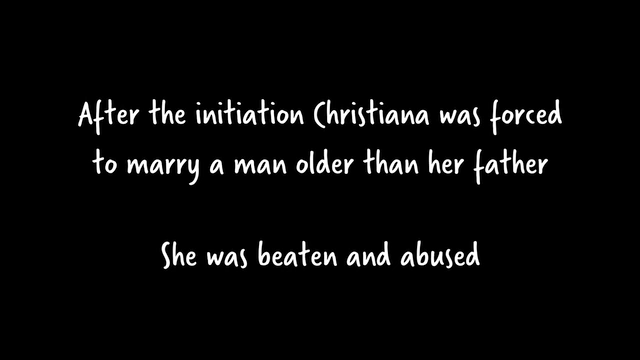 After the initiation Christiana was forced
to marry a man older than her father
She was beaten and abused